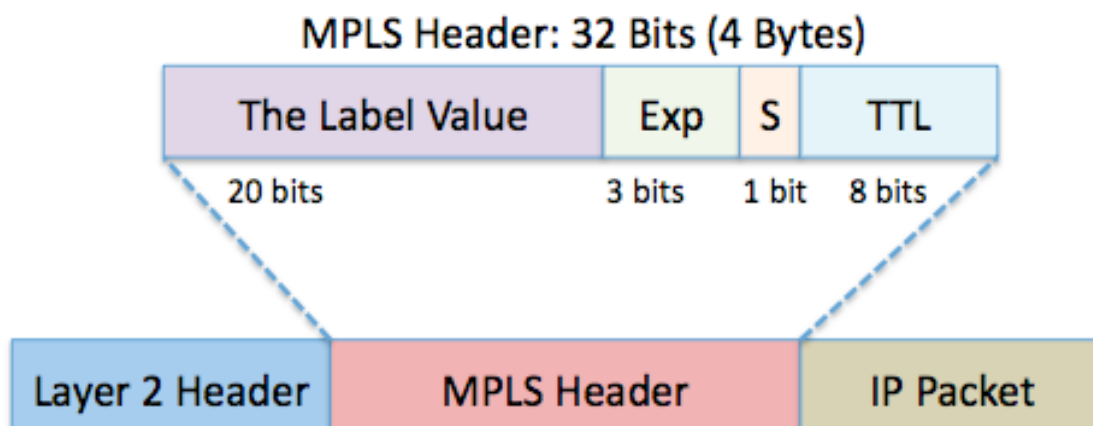 MPLS Header: 32 Bits (4 Bytes)
The Label Value Exp S TTL
20 bits 3 bits 1 bit 8 bits
Layer 2 Header MPLS Header IP Packet